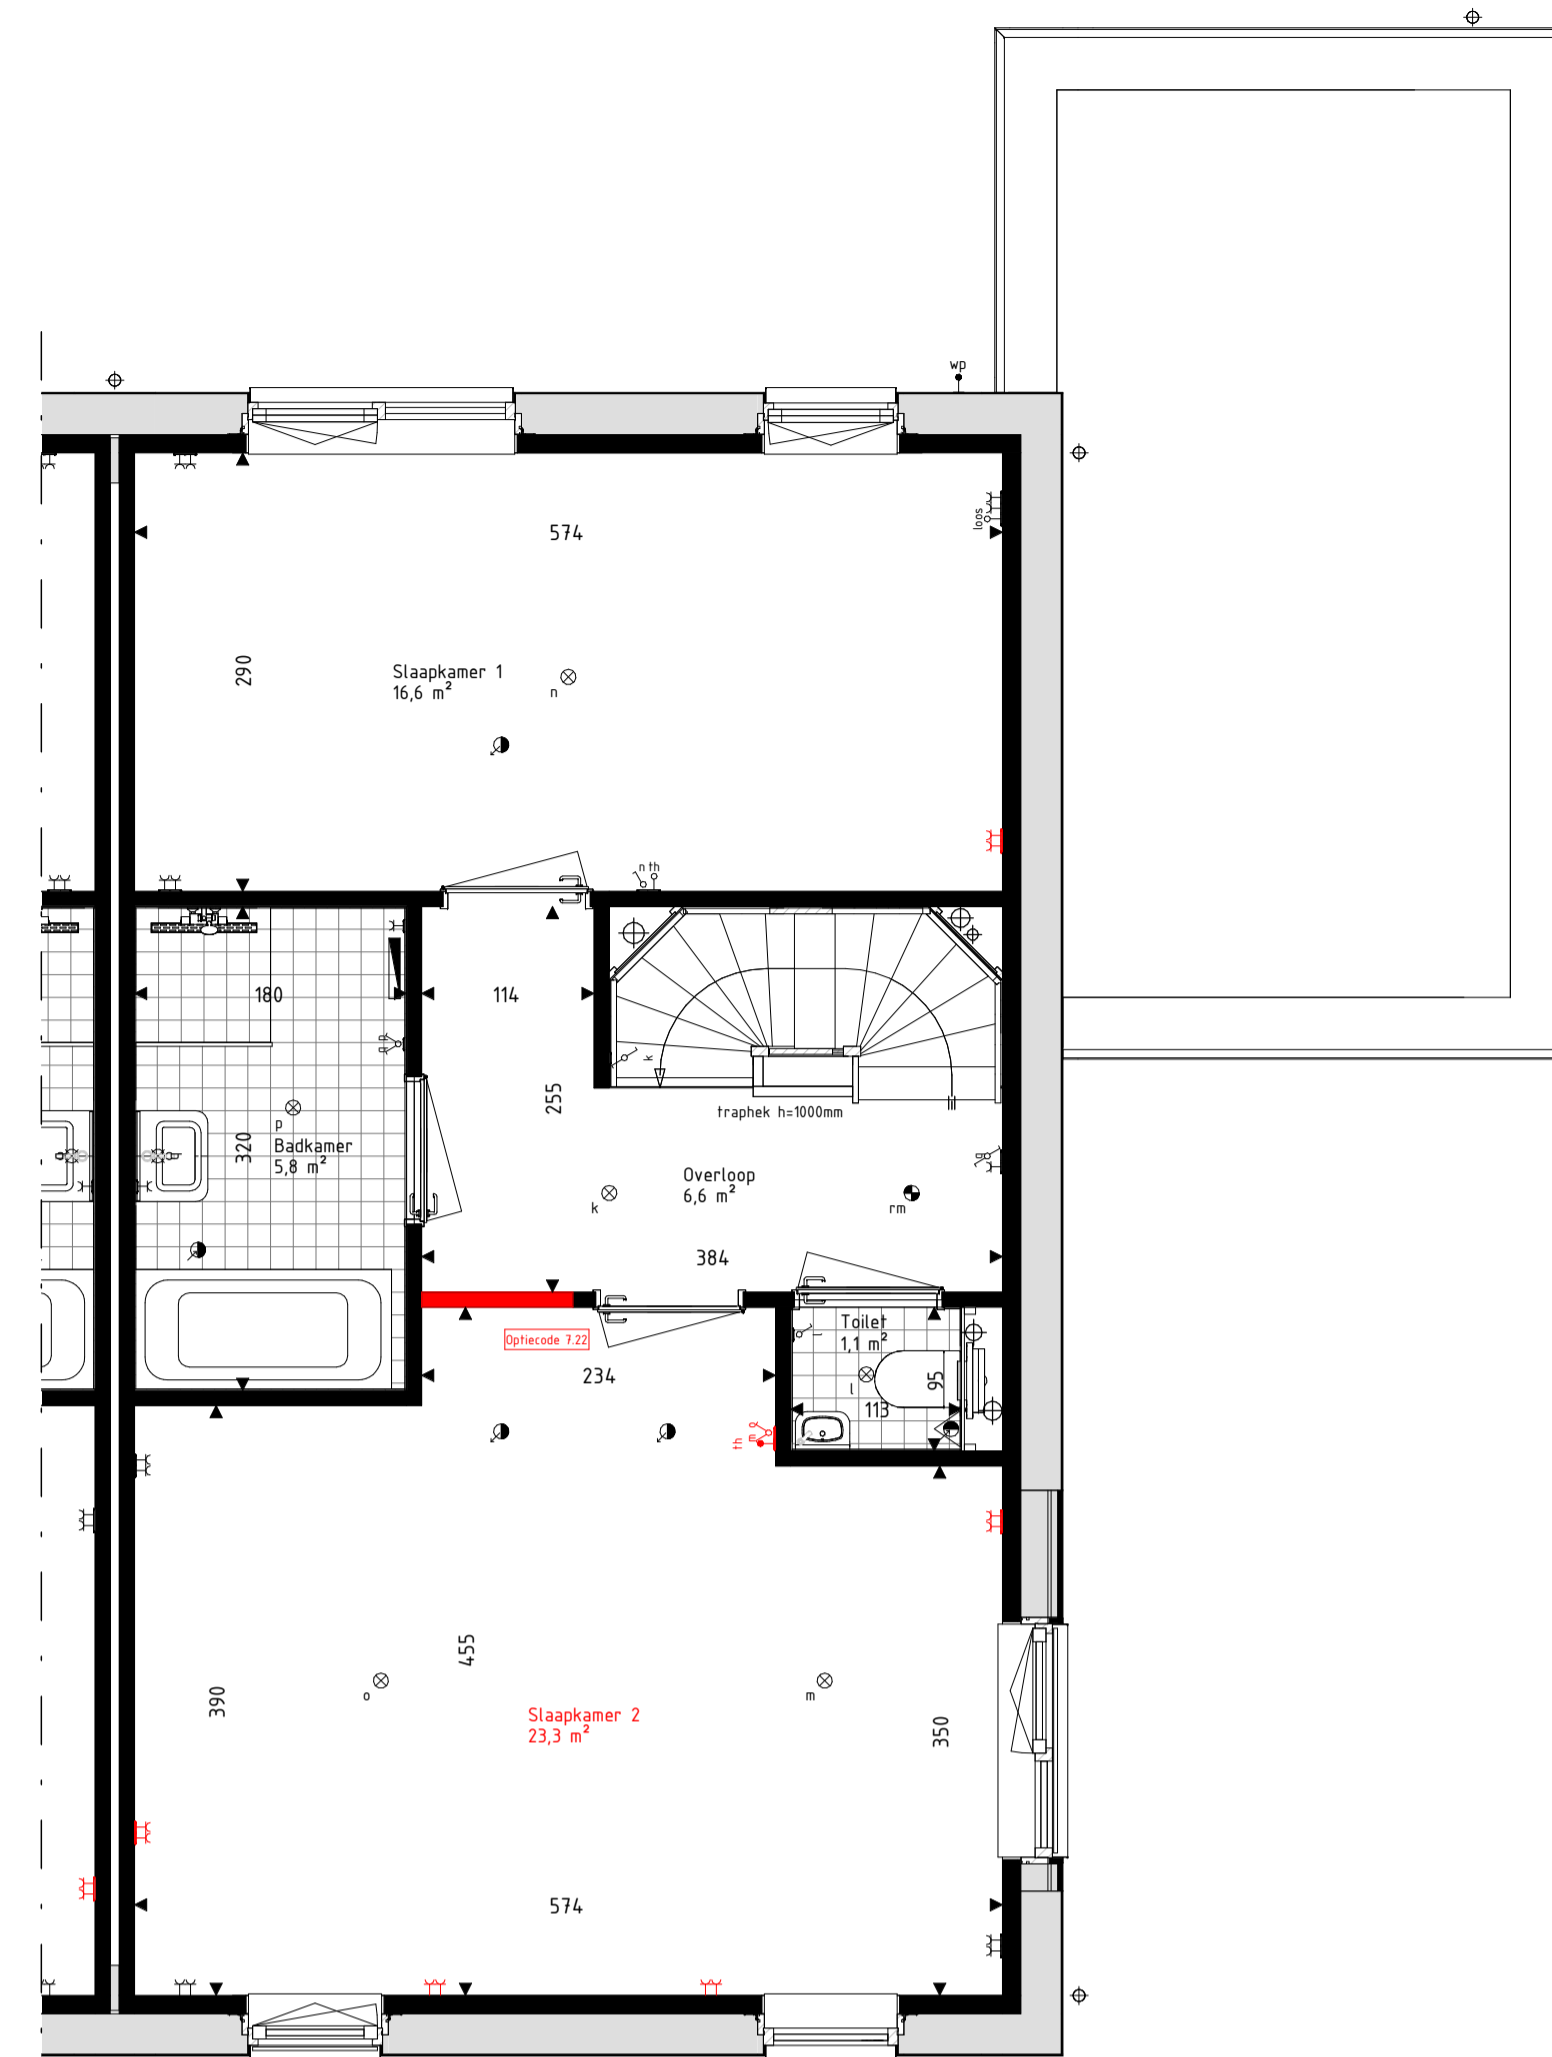 wp
loos
574
290
Slaapkamer 1
16,6 m²
n
n th
180
114
k
255
traphek h=1000mm
p
Badkamer
5,8 m²
320
Overloop
6,6 m²
k
rm
384
Optiecode 7.22
Toilet
1,1 m²
l
l
95
113
234
th
m o
455
390
o
m
Slaapkamer 2
23,3 m²
350
574